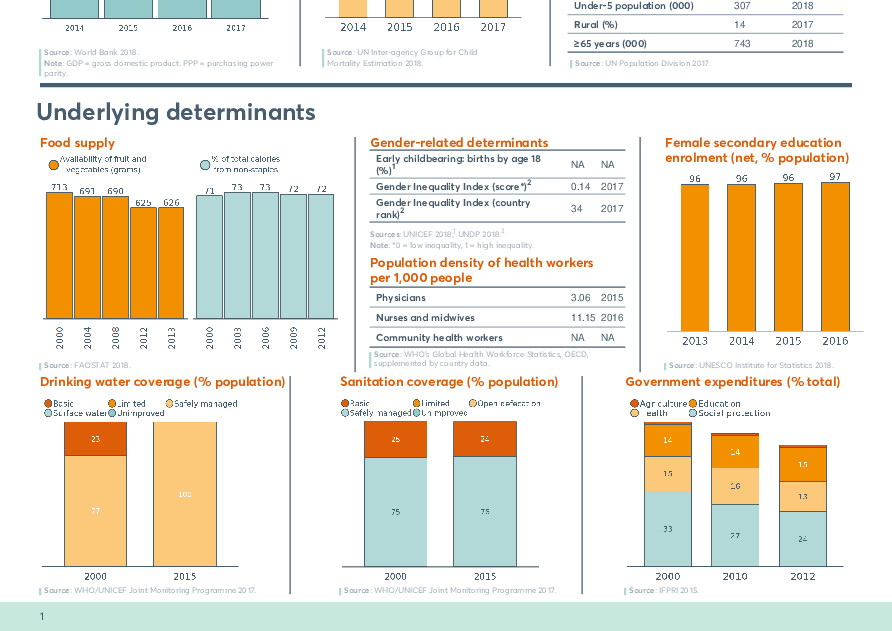 2014 2015 2016 2017
Source: World Bank 2018.
Note: GDP = gross domestic product. PPP = purchasing power
parity.
2014 2015 2016 2017
Source: UN Inter-agency Group for Child
Mortality Estimation 2018.
Under-5 population (000) 307 2018
Rural (%) 14 2017
≥65 years (000) 743 2018
Source: UN Population Division 2017.
Underlying determinants
Food supply
Availability of fruit and
vegetables (grams)
% of total calories
from non-staples
713 691 690 625 626
71 73 73 72 72
2000 2004 2008 2012 2013
2000 2003 2006 2009 2012
Source: FAOSTAT 2018.
Gender-related determinants
Early childbearing: births by age 18
(%)¹ NA NA
Gender Inequality Index (score*)² 0.14 2017
Gender Inequality Index (country
rank)² 34 2017
Sources: UNICEF 2018,¹ UNDP 2018.²
Note: *0 = low inequality, 1 = high inequality.
Population density of health workers
per 1,000 people
Physicians 3.06 2015
Nurses and midwives 11.15 2016
Community health workers NA NA
Source: WHO's Global Health Workforce Statistics, OECD,
supplemented by country data.
Female secondary education
enrolment (net, % population)
96 96 96 97
2013 2014 2015 2016
Source: UNESCO Institute for Statistics 2018.
Drinking water coverage (% population)
Basic Limited Safely managed
Surface water Unimproved
23
77
100
2000 2015
Source: WHO/UNICEF Joint Monitoring Programme 2017.
Sanitation coverage (% population)
Basic Limited Open defecation
Safely managed Unimproved
25 24
75 76
2000 2015
Source: WHO/UNICEF Joint Monitoring Programme 2017.
Government expenditures (% total)
Agriculture Education
Health Social protection
14 14 15
15 16 13
33 27 24
2000 2010 2012
Source: IFPRI 2015.
1